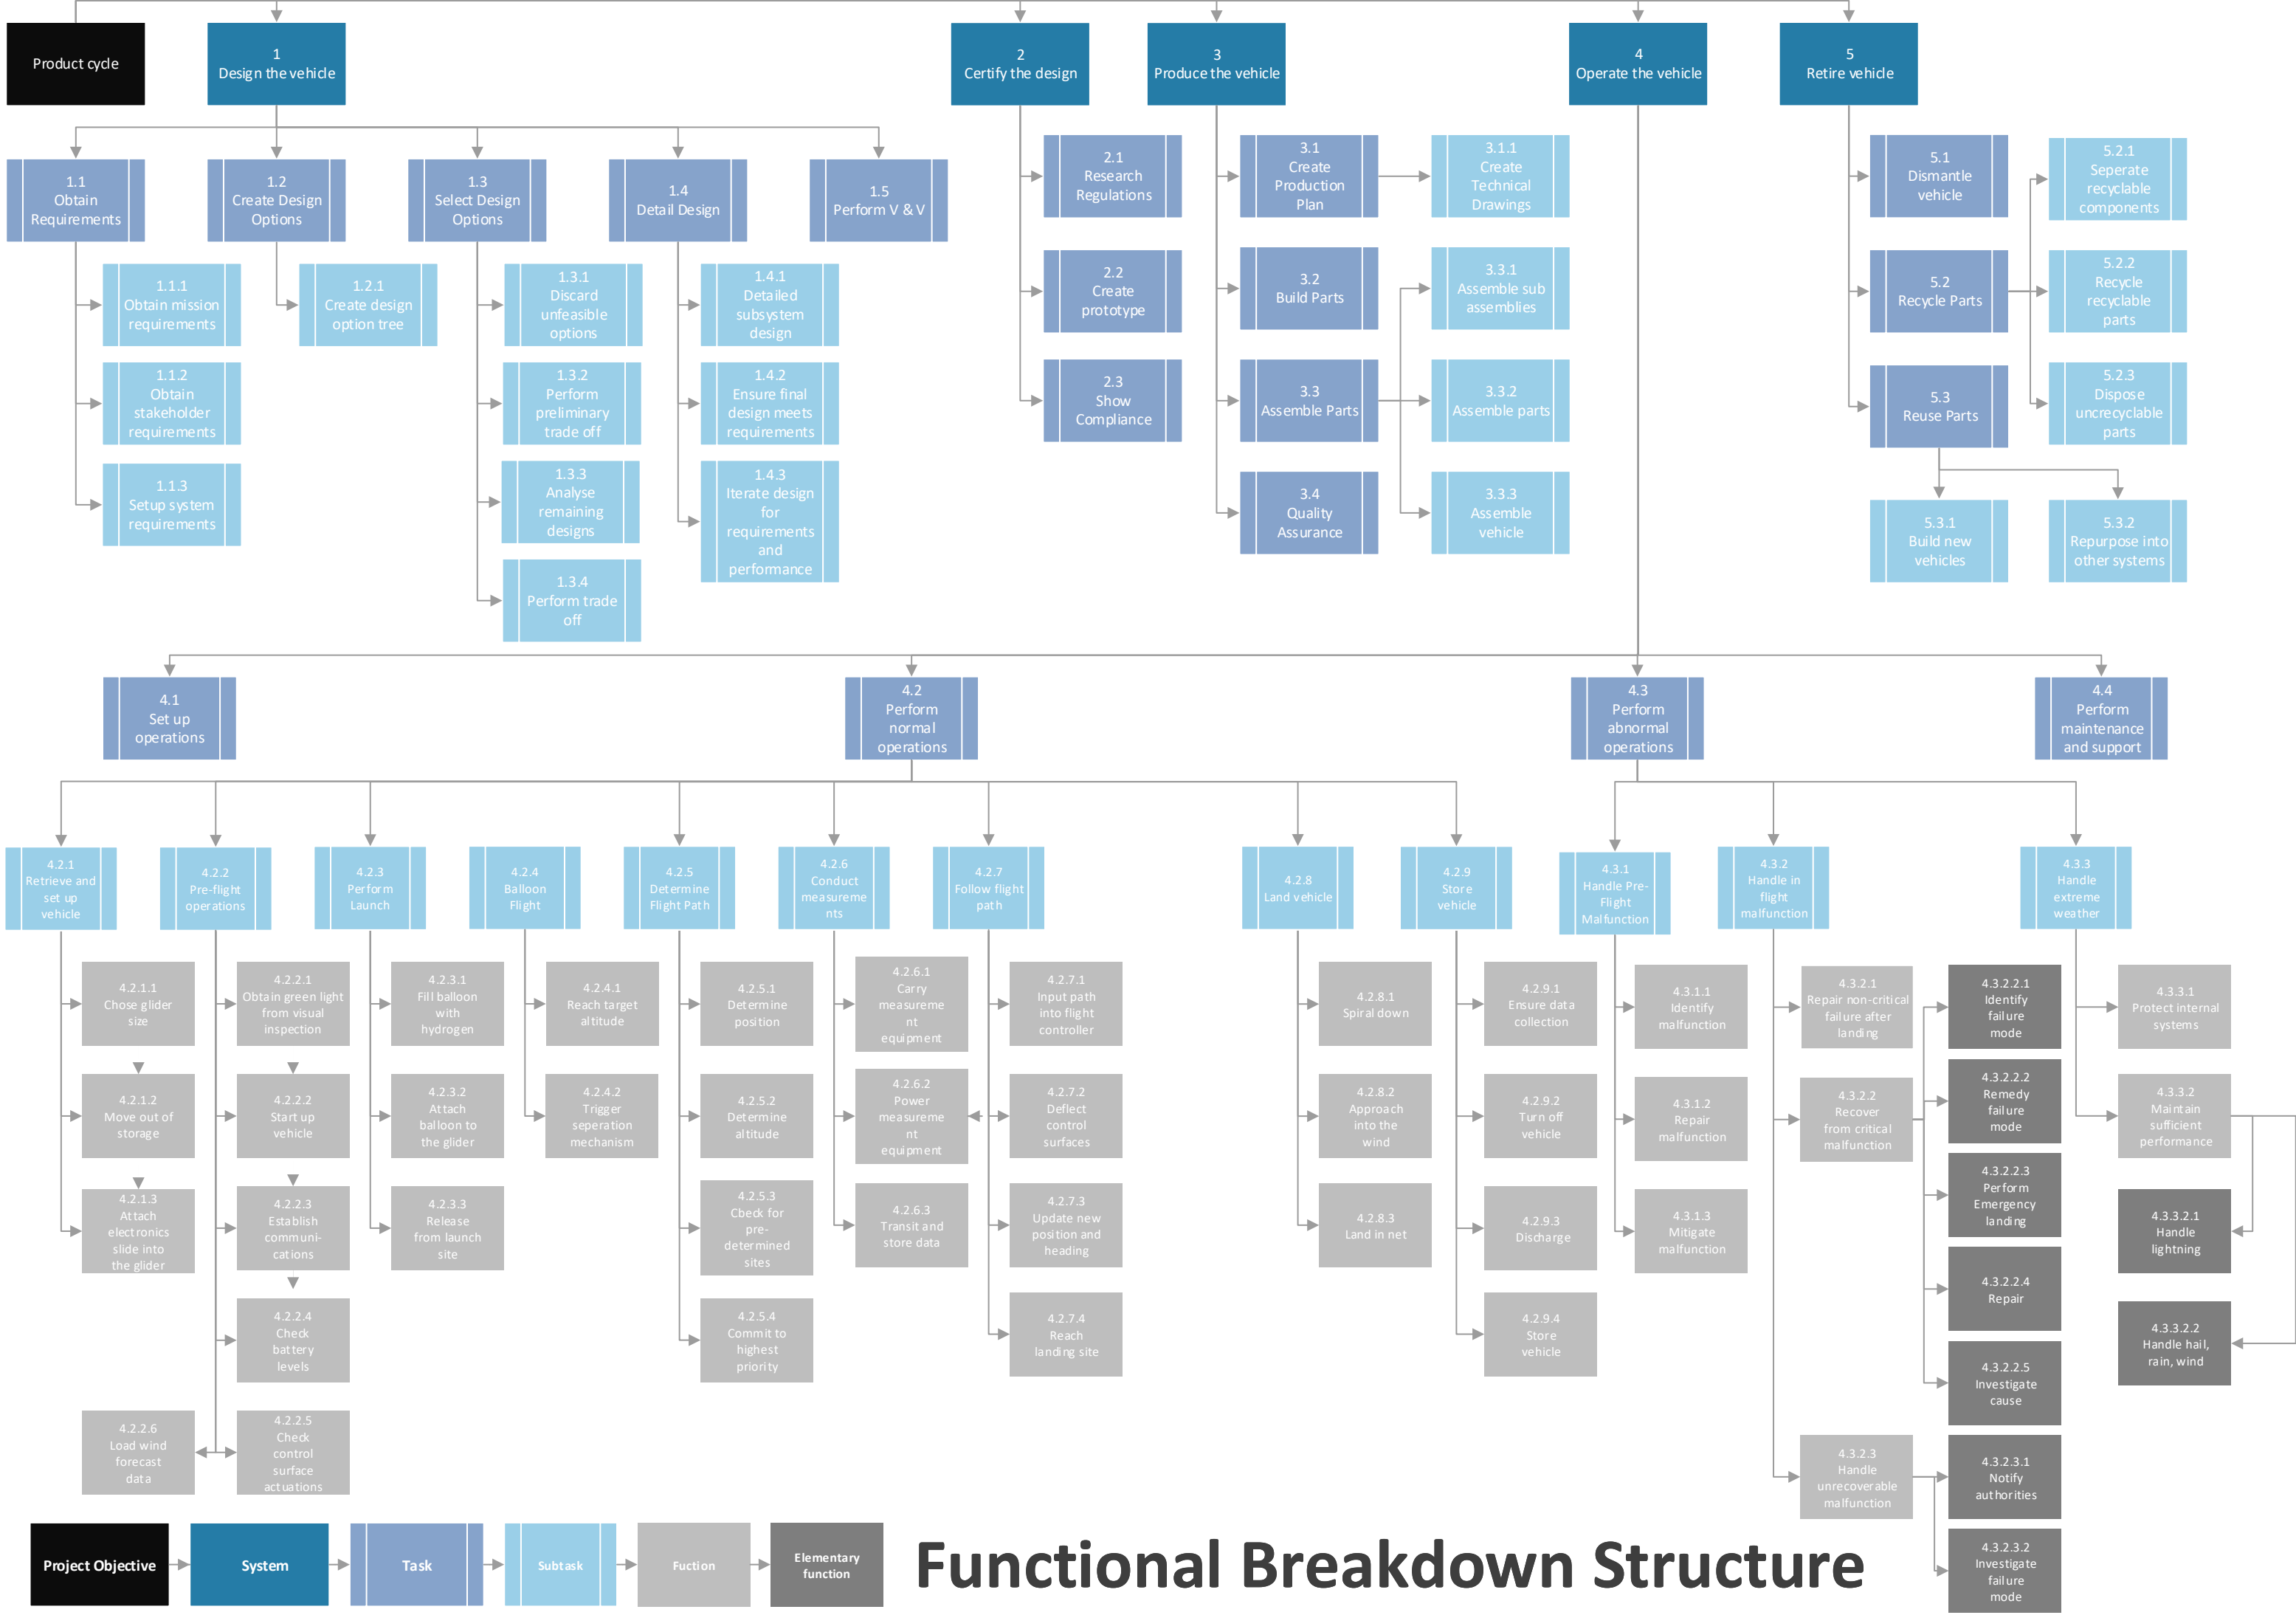 Product cycle
1
Design the vehicle
2
Certify the design
3
Produce the vehicle
4
Operate the vehicle
5
Retire vehicle
1.1
Obtain
Requirements
1.2
Create Design
Options
1.3
Select Design
Options
1.4
Detail Design
1.5
Perform V & V
1.1.1
Obtain mission
requirements
1.1.2
Obtain
stakeholder
requirements
1.1.3
Setup system
requirements
1.2.1
Create design
option tree
1.3.1
Discard
unfeasible
options
1.3.2
Perform
preliminary
trade off
1.3.3
Analyse
remaining
designs
1.3.4
Perform trade
off
1.4.1
Detailed
subsystem
design
1.4.2
Ensure final
design meets
requirements
1.4.3
Iterate design
for
requirements
and
performance
2.1
Research
Regulations
2.2
Create
prototype
2.3
Show
Compliance
3.1
Create
Production
Plan
3.2
Build Parts
3.3
Assemble Parts
3.4
Quality
Assurance
3.1.1
Create
Technical
Drawings
3.3.1
Assemble sub
assemblies
3.3.2
Assemble parts
3.3.3
Assemble
vehicle
5.1
Dismantle
vehicle
5.2
Recycle Parts
5.3
Reuse Parts
5.2.1
Seperate
recyclable
components
5.2.2
Recycle
recyclable
parts
5.2.3
Dispose
uncrecyclable
parts
5.3.1
Build new
vehicles
5.3.2
Repurpose into
other systems
4.1
Set up
operations
4.2
Perform
normal
operations
4.3
Perform
abnormal
operations
4.4
Perform
maintenance
and support
4.2.1
Retrieve and
set up
vehicle
4.2.2
Pre-flight
operations
4.2.3
Perform
Launch
4.2.4
Balloon
Flight
4.2.5
Determine
Flight Path
4.2.6
Conduct
measureme
nts
4.2.7
Follow flight
path
4.2.8
Land vehicle
4.2.9
Store
vehicle
4.3.1
Handle Pre-
Flight
Malfunction
4.3.2
Handle in
flight
malfunction
4.3.3
Handle
extreme
weather
4.2.1.1
Chose glider
size
4.2.1.2
Move out of
storage
4.2.1.3
Attach
electronics
slide into
the glider
4.2.2.1
Obtain green light
from visual
inspection
4.2.2.2
Start up
vehicle
4.2.2.3
Establish
communi-
cations
4.2.2.4
Check
battery
levels
4.2.2.5
Check
control
surface
actuations
4.2.2.6
Load wind
forecast
data
4.2.3.1
Fill balloon
with
hydrogen
4.2.3.2
Attach
balloon to
the glider
4.2.3.3
Release
from launch
site
4.2.4.1
Reach target
altitude
4.2.4.2
Trigger
seperation
mechanism
4.2.5.1
Determine
position
4.2.5.2
Determine
altitude
4.2.5.3
Cbeck for
pre-
determined
sites
4.2.5.4
Commit to
highest
priority
4.2.6.1
Carry
measureme
nt
equipment
4.2.6.2
Power
measureme
nt
equipment
4.2.6.3
Transit and
store data
4.2.7.1
Input path
into flight
controller
4.2.7.2
Deflect
control
surfaces
4.2.7.3
Update new
position and
heading
4.2.7.4
Reach
landing site
4.2.8.1
Spiral down
4.2.8.2
Approach
into the
wind
4.2.8.3
Land in net
4.2.9.1
Ensure data
collection
4.2.9.2
Turn off
vehicle
4.2.9.3
Discharge
4.2.9.4
Store
vehicle
4.3.1.1
Identify
malfunction
4.3.1.2
Repair
malfunction
4.3.1.3
Mitigate
malfunction
4.3.2.1
Repair non-critical
failure after
landing
4.3.2.2
Recover
from critical
malfunction
4.3.2.3
Handle
unrecoverable
malfunction
4.3.2.2.1
Identify
failure
mode
4.3.2.2.2
Remedy
failure
mode
4.3.2.2.3
Perform
Emergency
landing
4.3.2.2.4
Repair
4.3.2.2.5
Investigate
cause
4.3.2.3.1
Notify
authorities
4.3.2.3.2
Investigate
failure
mode
4.3.3.1
Protect internal
systems
4.3.3.2
Maintain
sufficient
performance
4.3.3.2.1
Handle
lightning
4.3.3.2.2
Handle hail,
rain, wind
Project Objective
System
Task
Subtask
Fuction
Elementary
function
Functional Breakdown Structure